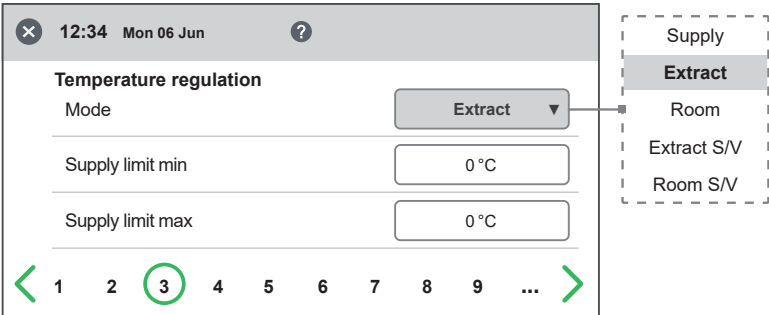 12:34 Mon 06 Jun ?
Temperature regulation
Mode Extract ▼
Supply limit min 0 °C
Supply limit max 0 °C
1 2 3 4 5 6 7 8 9 ...
Supply
Extract
Room
Extract S/V
Room S/V